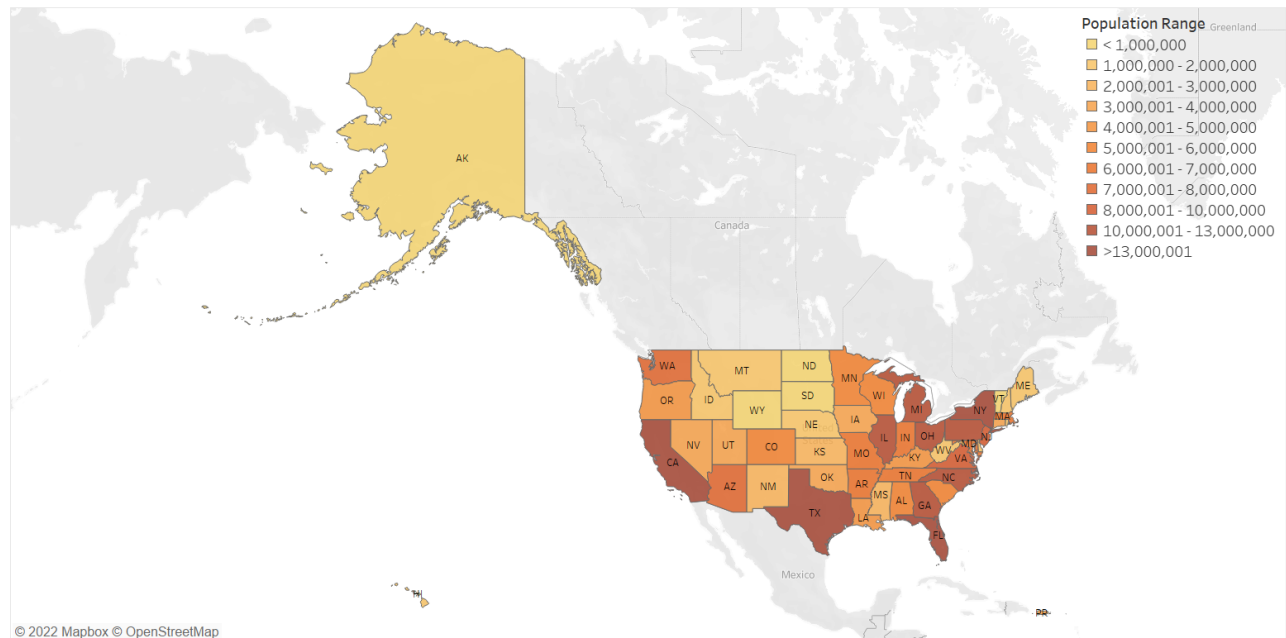 Population Range
< 1,000,000
1,000,000 - 2,000,000
2,000,001 - 3,000,000
3,000,001 - 4,000,000
4,000,001 - 5,000,000
5,000,001 - 6,000,000
6,000,001 - 7,000,000
7,000,001 - 8,000,000
8,000,001 - 10,000,000
10,000,001 - 13,000,000
>13,000,001
Greenland
AK
Canada
WA
MT
ND
MN
ME
OR
ID
SD
WI
VT
WY
MI
NY
MA
NE
IA
NV
UT
CO
KS
MO
IL
IN
OH
NJ
MD
WV
VA
KY
CA
AZ
NM
OK
AR
TN
NC
TX
LA
MS
AL
GA
FL
Mexico
HI
PR
© 2022 Mapbox © OpenStreetMap